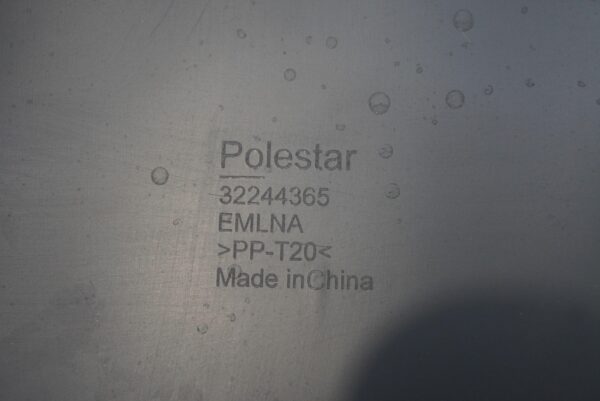 Polestar
32244365
EMLNA
>PP-T20<
Made inChina